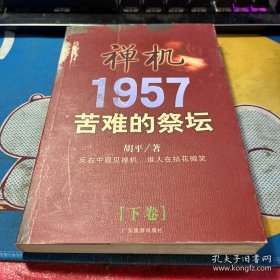 禅机
1957
苦难的祭坛
胡平/著
反右中窥见禅机 谁人在拈花微笑
[下卷]
广东旅游出版社
孔夫子旧书网